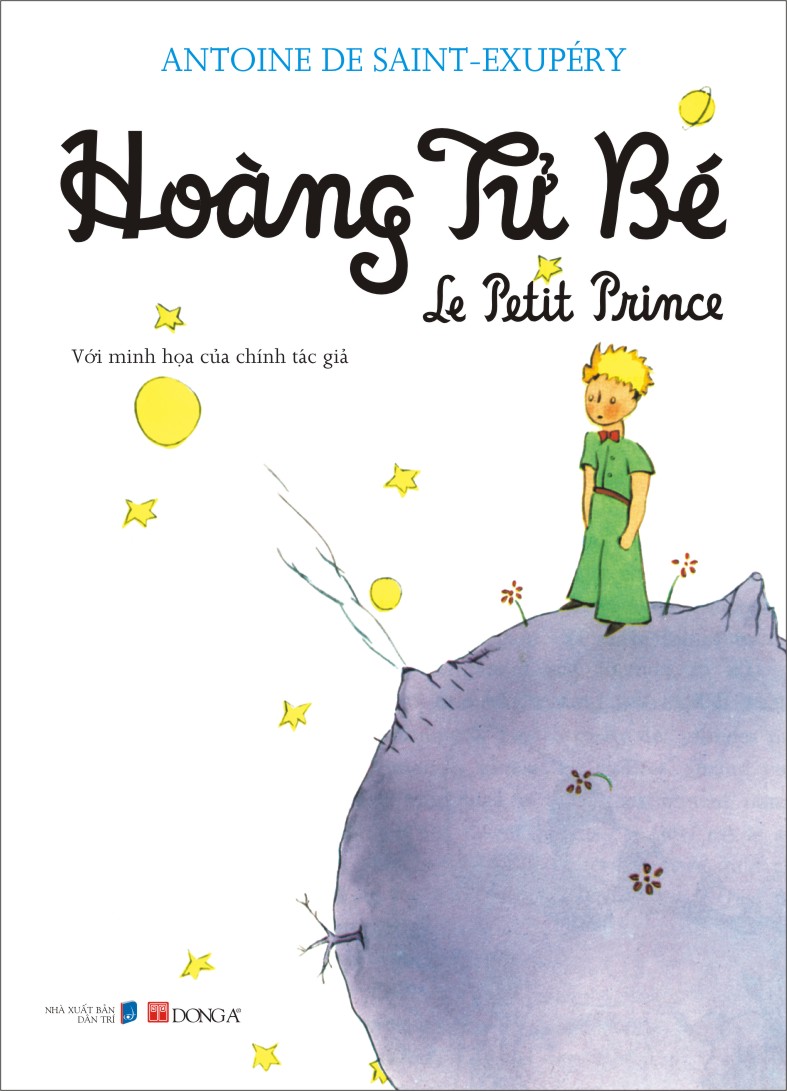 ANTOINE DE SAINT-EXUPÉRY
Hoàng Tử Bé
Le Petit Prince
Với minh họa của chính tác giả
NHÀ XUẤT BẢN
DÂN TRÍ
DONG A®